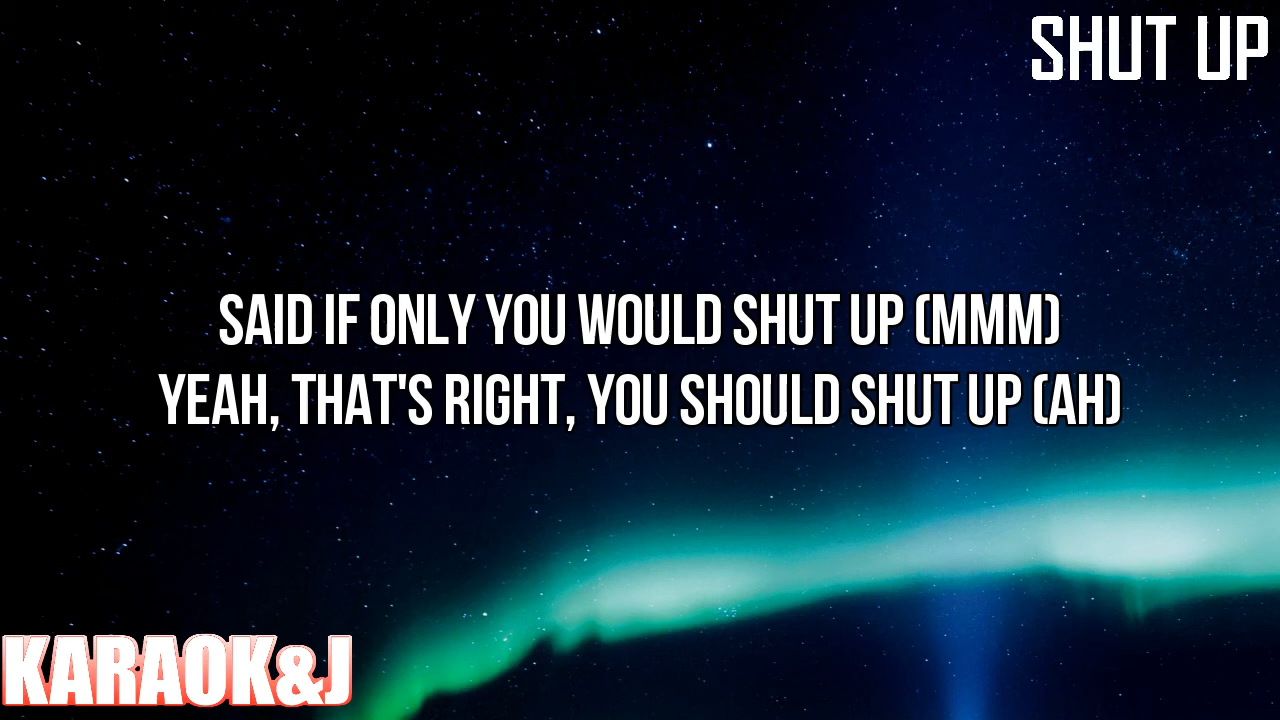 SHUT UP
SAID IF ONLY YOU WOULD SHUT UP (MMM)
YEAH, THAT'S RIGHT, YOU SHOULD SHUT UP (AH)
KARAOK&J